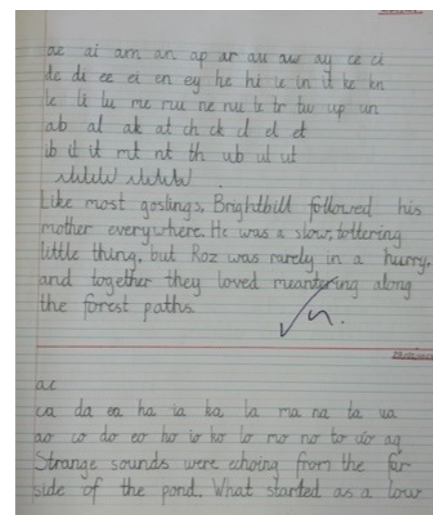 ae ai am an ap ar au aw ay ce ci
de di ee ei en ey he hi ie in it ke kn
le li lu me mu ne nu te tr tu up un
ab al ak at ch ck cl el et
ib il it mt nt th ub ul ut
Like most goslings, Brightbill followed his
mother everywhere. He was a slow, tottering
little thing, but Roz was rarely in a hurry,
and together they loved meantering along
the forest paths.
ac
ca da ea ha ia ka la ma na ta ua
ao co do eo ho io ko lo mo no to uo ag
Strange sounds were echoing from the far
side of the pond. What started as a low